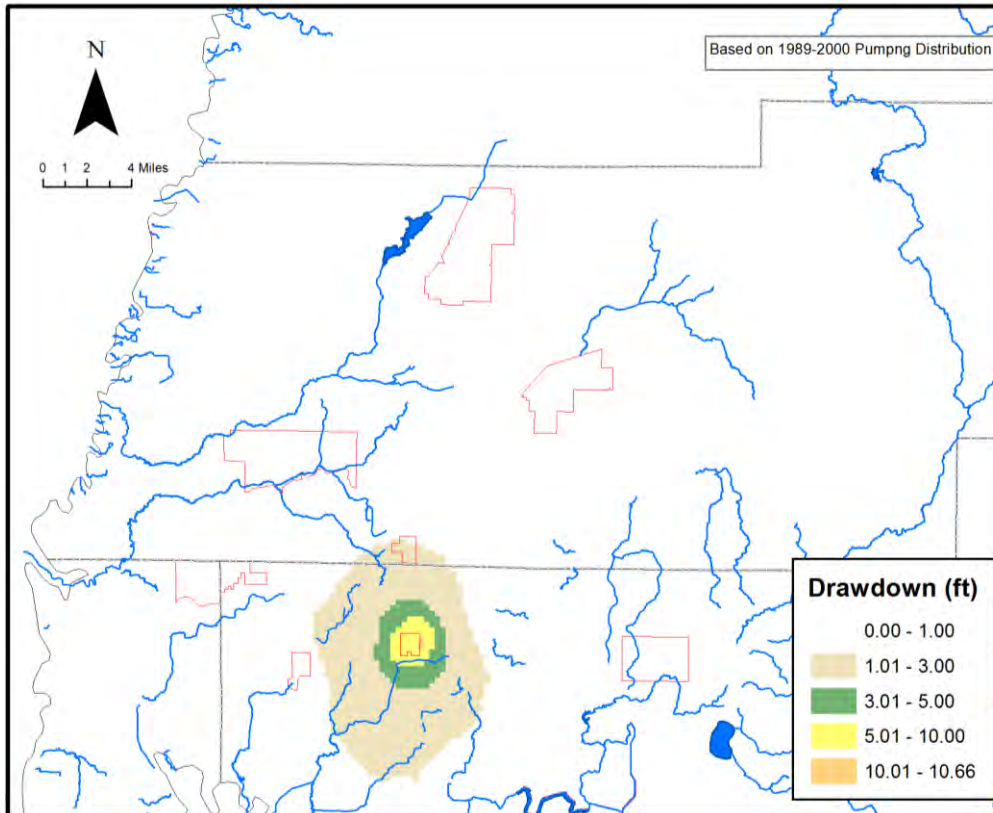 N
Based on 1989-2000 Pumpng Distribution
0 1 2 4 Miles
Drawdown (ft)
0.00 - 1.00
1.01 - 3.00
3.01 - 5.00
5.01 - 10.00
10.01 - 10.66